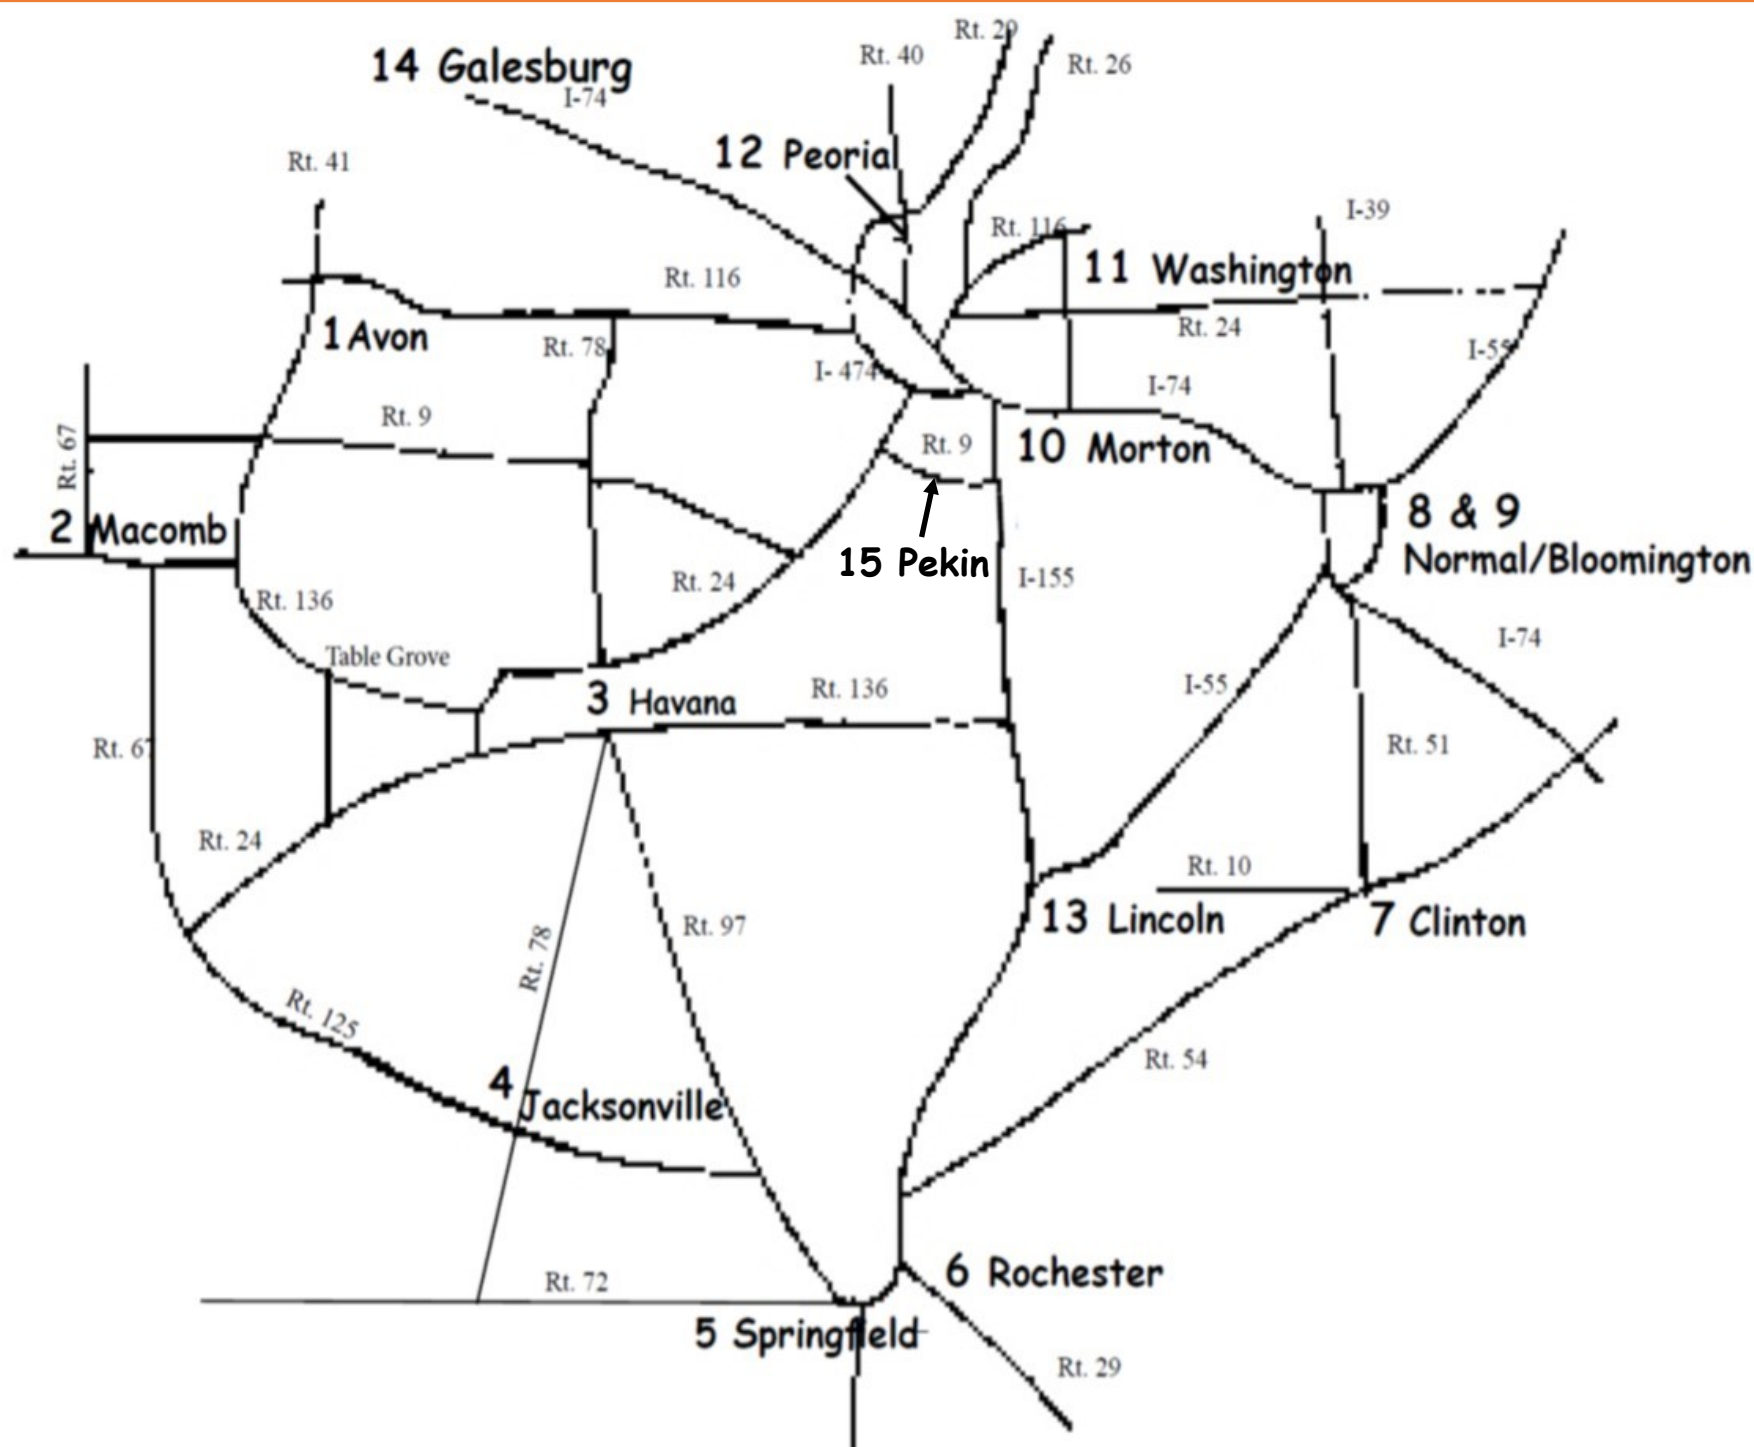 Rt. 29
Rt. 40
Rt. 26
14 Galesburg
I-74
12 Peoria
Rt. 41
I-39
Rt. 116
11 Washington
Rt. 116
Rt. 24
1 Avon
Rt. 78
I-55
I- 474
I-74
Rt. 9
Rt. 9
10 Morton
Rt. 67
8 & 9
Normal/Bloomington
2 Macomb
15 Pekin
I-155
Rt. 24
Rt. 136
I-74
Table Grove
I-55
3 Havana
Rt. 136
Rt. 67
Rt. 51
Rt. 24
Rt. 10
13 Lincoln
7 Clinton
Rt. 97
Rt. 78
Rt. 125
Rt. 54
4 Jacksonville
6 Rochester
Rt. 72
5 Springfield
Rt. 29